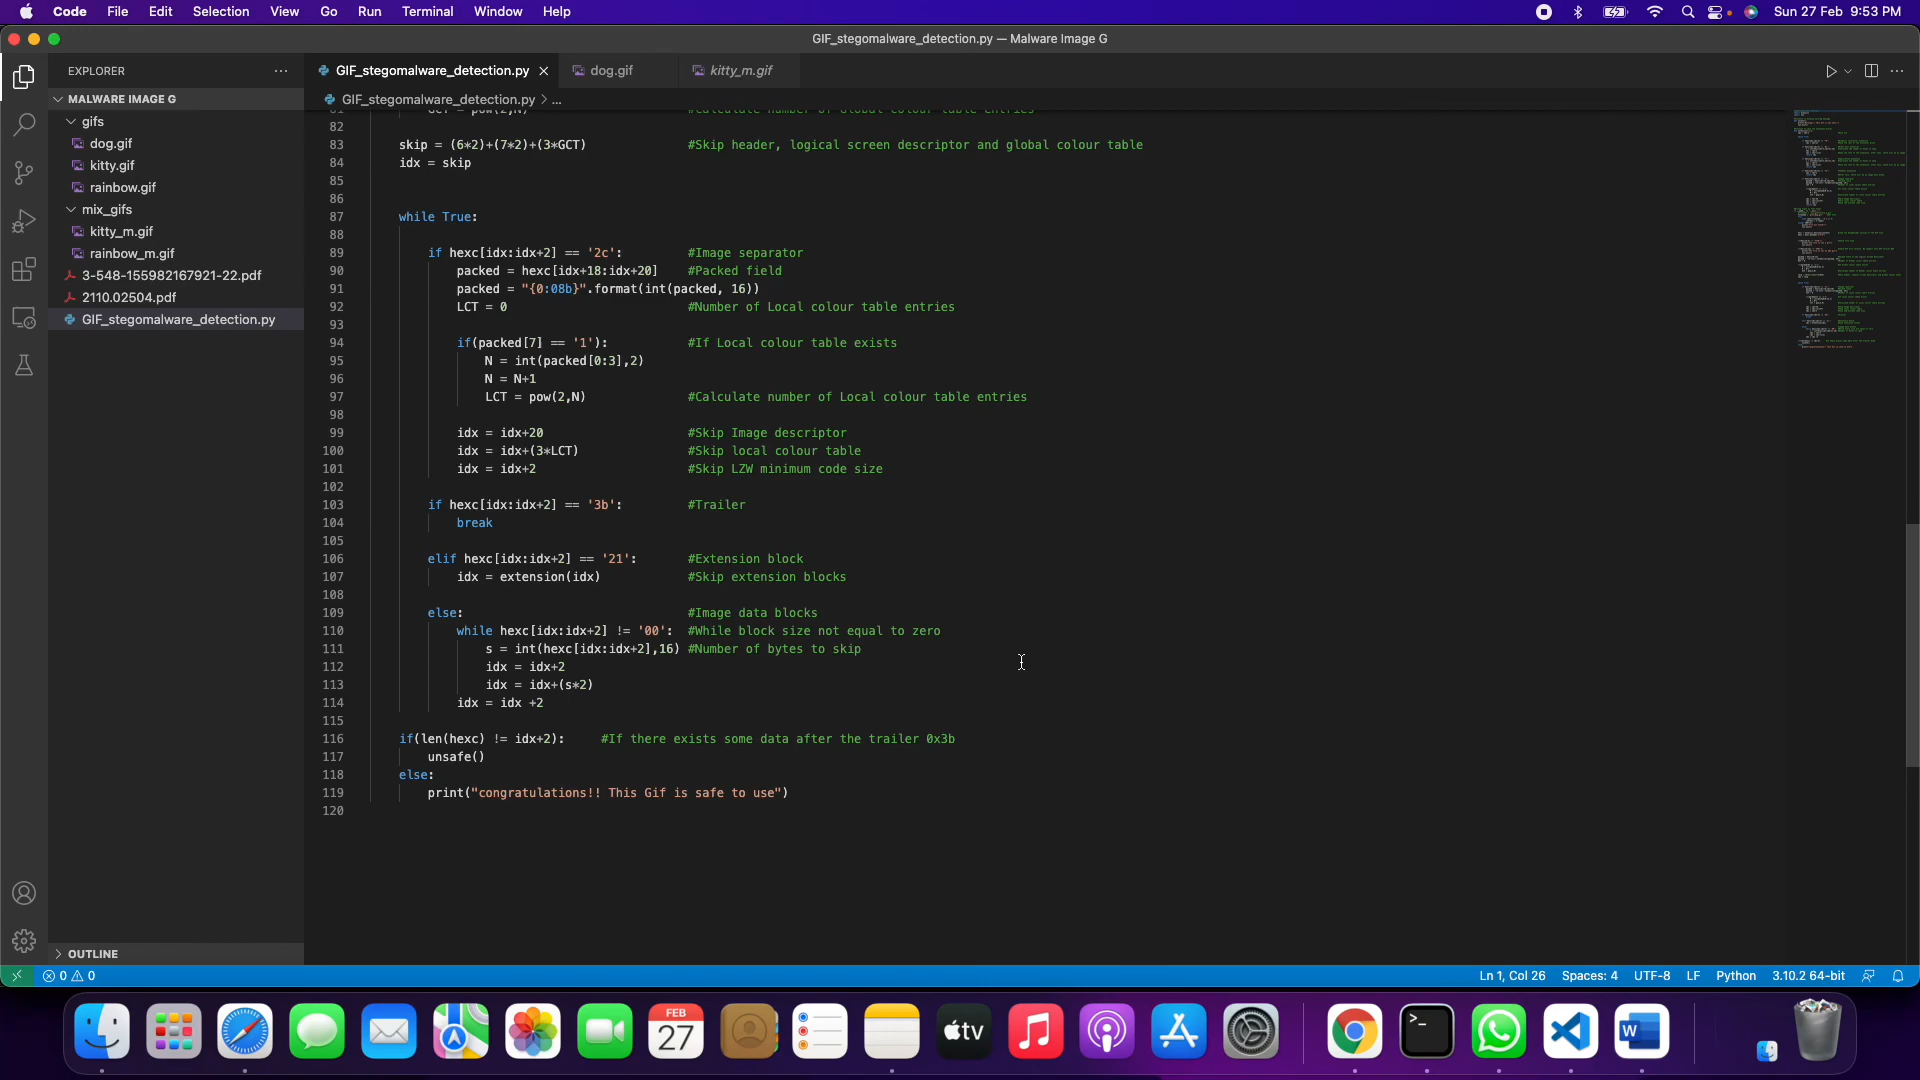 Code File Edit Selection View Go Run Terminal Window Help Sun 27 Feb 9:53 PM
GIF_stegomalware_detection.py — Malware Image G
EXPLORER
GIF_stegomalware_detection.py dog.gif kitty_m.gif
MALWARE IMAGE G
GIF_stegomalware_detection.py > ...
gifs
dog.gif
kitty.gif
rainbow.gif
mix_gifs
kitty_m.gif
rainbow_m.gif
3-548-155982167921-22.pdf
2110.02504.pdf
GIF_stegomalware_detection.py
OUTLINE
81 GCT = pow(2,N) #Calculate number of Global colour table entries
82
83 skip = (6*2)+(7*2)+(3*GCT) #Skip header, logical screen descriptor and global colour table
84 idx = skip
85
86
87 while True:
88
89 if hexc[idx:idx+2] == '2c': #Image separator
90 packed = hexc[idx+18:idx+20] #Packed field
91 packed = "{0:08b}".format(int(packed, 16))
92 LCT = 0 #Number of Local colour table entries
93
94 if(packed[7] == '1'): #If Local colour table exists
95 N = int(packed[0:3],2)
96 N = N+1
97 LCT = pow(2,N) #Calculate number of Local colour table entries
98
99 idx = idx+20 #Skip Image descriptor
100 idx = idx+(3*LCT) #Skip local colour table
101 idx = idx+2 #Skip LZW minimum code size
102
103 if hexc[idx:idx+2] == '3b': #Trailer
104 break
105
106 elif hexc[idx:idx+2] == '21': #Extension block
107 idx = extension(idx) #Skip extension blocks
108
109 else: #Image data blocks
110 while hexc[idx:idx+2] != '00': #While block size not equal to zero
111 s = int(hexc[idx:idx+2],16) #Number of bytes to skip
112 idx = idx+2
113 idx = idx+(s*2)
114 idx = idx +2
115
116 if(len(hexc) != idx+2): #If there exists some data after the trailer 0x3b
117 unsafe()
118 else:
119 print("congratulations!! This Gif is safe to use")
120
0 0 Ln 1, Col 26 Spaces: 4 UTF-8 LF Python 3.10.2 64-bit
FEB
27
tv
>_
W